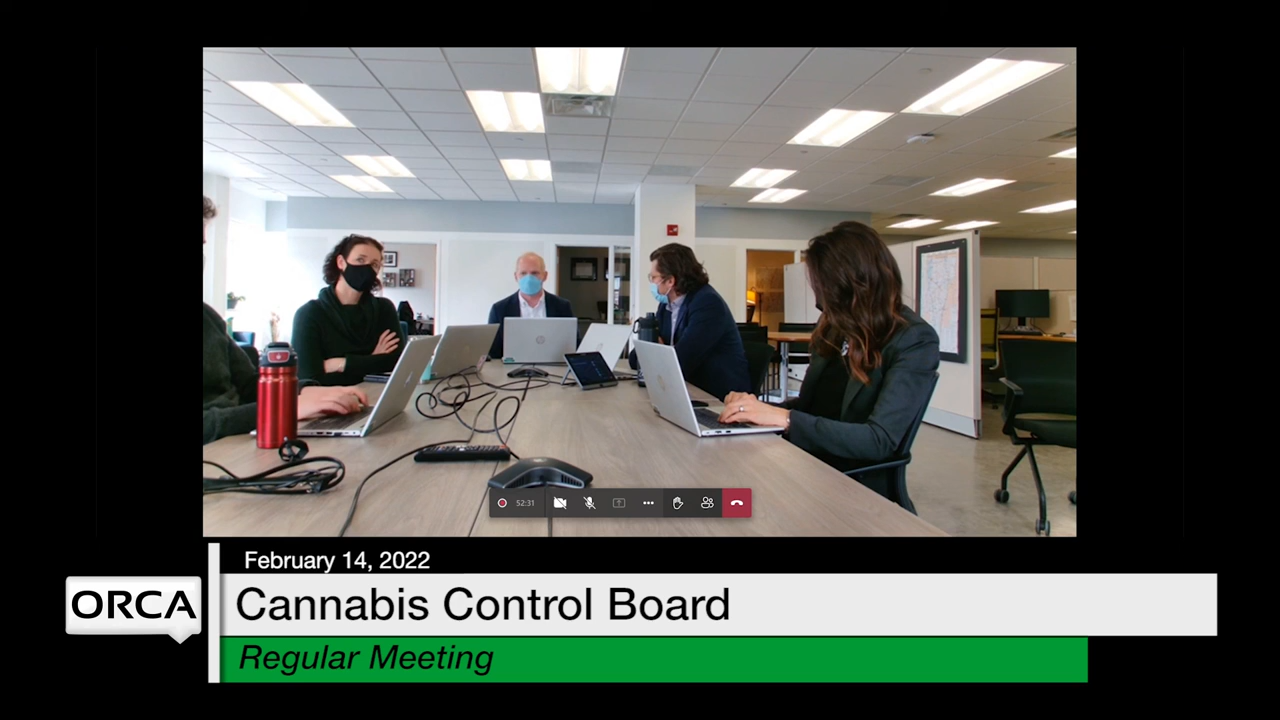 52:31
February 14, 2022
ORCA
Cannabis Control Board
Regular Meeting